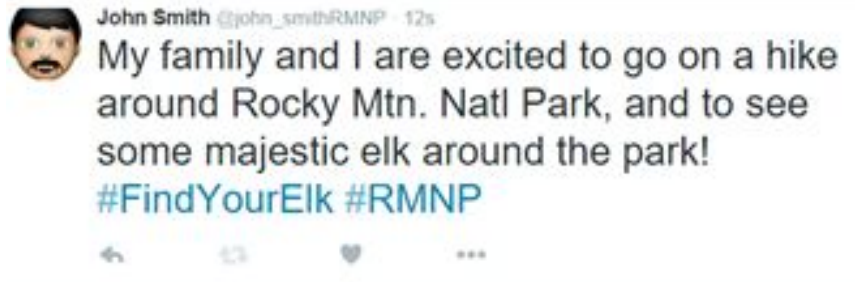 John Smith @john_smithRMNP · 12s
My family and I are excited to go on a hike
around Rocky Mtn. Natl Park, and to see
some majestic elk around the park!
#FindYourElk #RMNP